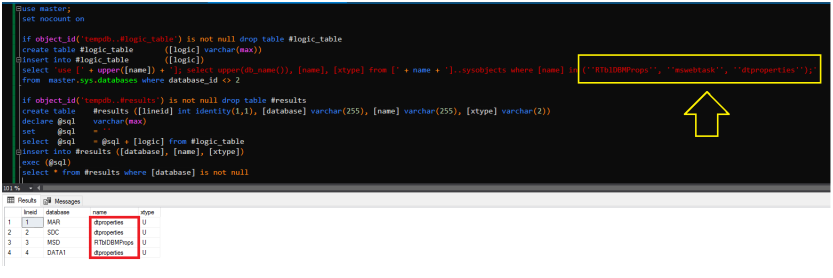 use master;
set nocount on
if object_id('tempdb..#logic_table') is not null drop table #logic_table
create table #logic_table ([logic] varchar(max))
insert into #logic_table ([logic])
select 'use [' + upper([name]) + ']; select upper(db_name()), [name], [xtype] from [' + name + ']..sysobjects where [name] in (''RTblDBMProps'', ''mswebtask'', ''dtproperties'');'
from master.sys.databases where database_id <> 2
if object_id('tempdb..#results') is not null drop table #results
create table #results ([lineid] int identity(1,1), [database] varchar(255), [name] varchar(255), [xtype] varchar(2))
declare @sql varchar(max)
set @sql = ''
select @sql = @sql + [logic] from #logic_table
insert into #results ([database], [name], [xtype])
exec (@sql)
select * from #results where [database] is not null
101 %
Results Messages
lineid database name xtype
1 1 MAR dtproperties U
2 2 SDC dtproperties U
3 3 MSD RTblDBMProps U
4 4 DATA1 dtproperties U